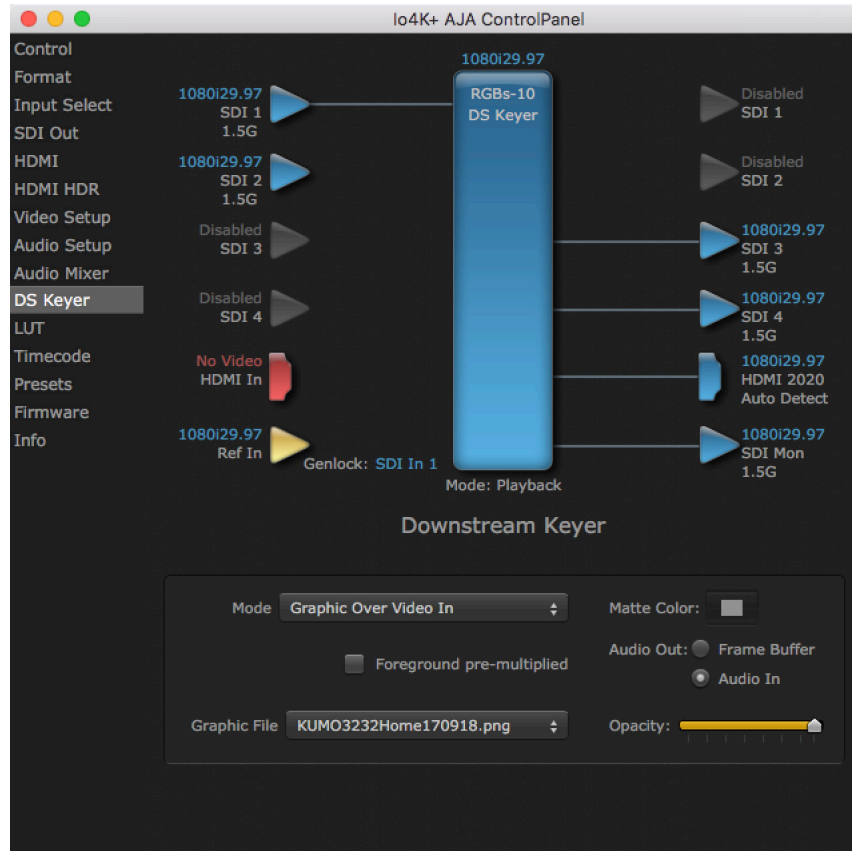 Io4K+ AJA ControlPanel
Control
Format
Input Select
SDI Out
HDMI
HDMI HDR
Video Setup
Audio Setup
Audio Mixer
DS Keyer
LUT
Timecode
Presets
Firmware
Info
1080i29.97
SDI 1
1.5G
1080i29.97
SDI 2
1.5G
Disabled
SDI 3
Disabled
SDI 4
No Video
HDMI In
1080i29.97
Ref In
Genlock: SDI In 1
1080i29.97
RGBs-10
DS Keyer
Mode: Playback
Disabled
SDI 1
Disabled
SDI 2
1080i29.97
SDI 3
1.5G
1080i29.97
SDI 4
1.5G
1080i29.97
HDMI 2020
Auto Detect
1080i29.97
SDI Mon
1.5G
Downstream Keyer
Mode Graphic Over Video In
Foreground pre-multiplied
Graphic File KUMO3232Home170918.png
Matte Color:
Audio Out: Frame Buffer
Audio In
Opacity: